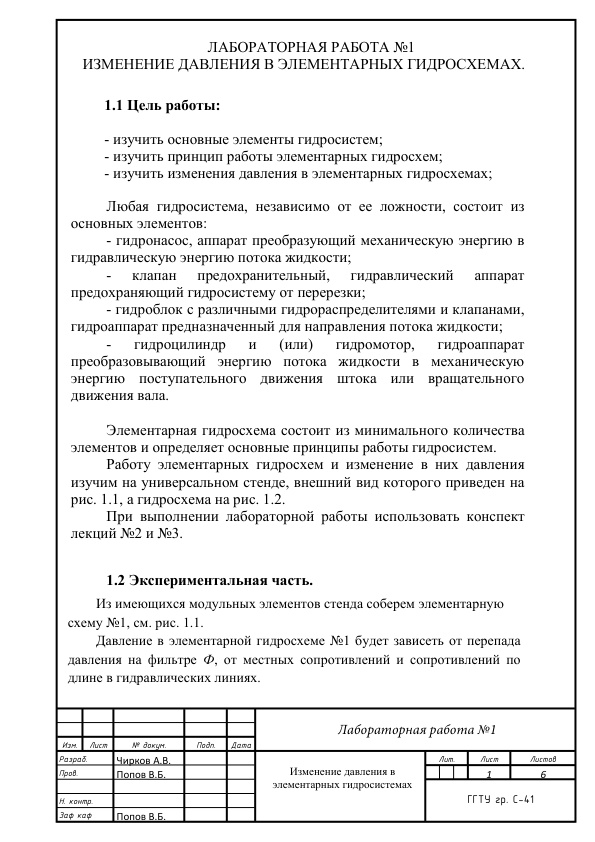 ЛАБОРАТОРНАЯ РАБОТА №1
ИЗМЕНЕНИЕ ДАВЛЕНИЯ В ЭЛЕМЕНТАРНЫХ ГИДРОСХЕМАХ.
1.1 Цель работы:
- изучить основные элементы гидросистем;
- изучить принцип работы элементарных гидросхем;
- изучить изменения давления в элементарных гидросхемах;
Любая гидросистема, независимо от ее ложности, состоит из
основных элементов:
- гидронасос, аппарат преобразующий механическую энергию в
гидравлическую энергию потока жидкости;
- клапан предохранительный, гидравлический аппарат
предохраняющий гидросистему от перерезки;
- гидроблок с различными гидрораспределителями и клапанами,
гидроаппарат предназначенный для направления потока жидкости;
- гидроцилиндр и (или) гидромотор, гидроаппарат
преобразовывающий энергию потока жидкости в механическую
энергию поступательного движения штока или вращательного
движения вала.
Элементарная гидросхема состоит из минимального количества
элементов и определяет основные принципы работы гидросистем.
Работу элементарных гидросхем и изменение в них давления
изучим на универсальном стенде, внешний вид которого приведен на
рис. 1.1, а гидросхема на рис. 1.2.
При выполнении лабораторной работы использовать конспект
лекций №2 и №3.
1.2 Экспериментальная часть.
Из имеющихся модульных элементов стенда соберем элементарную
схему №1, см. рис. 1.1.
Давление в элементарной гидросхеме №1 будет зависеть от перепада
давления на фильтре Ф, от местных сопротивлений и сопротивлений по
длине в гидравлических линиях.
Лабораторная работа №1
Изм. Лист № докум. Подп. Дата
Разраб. Чирков А.В.
Пров. Попов В.Б.
Н. контр.
Заф каф Попов В.Б.
Изменение давления в
элементарных гидросистемах
Лит. Лист Листов
1 6
ГГТУ гр. С-41